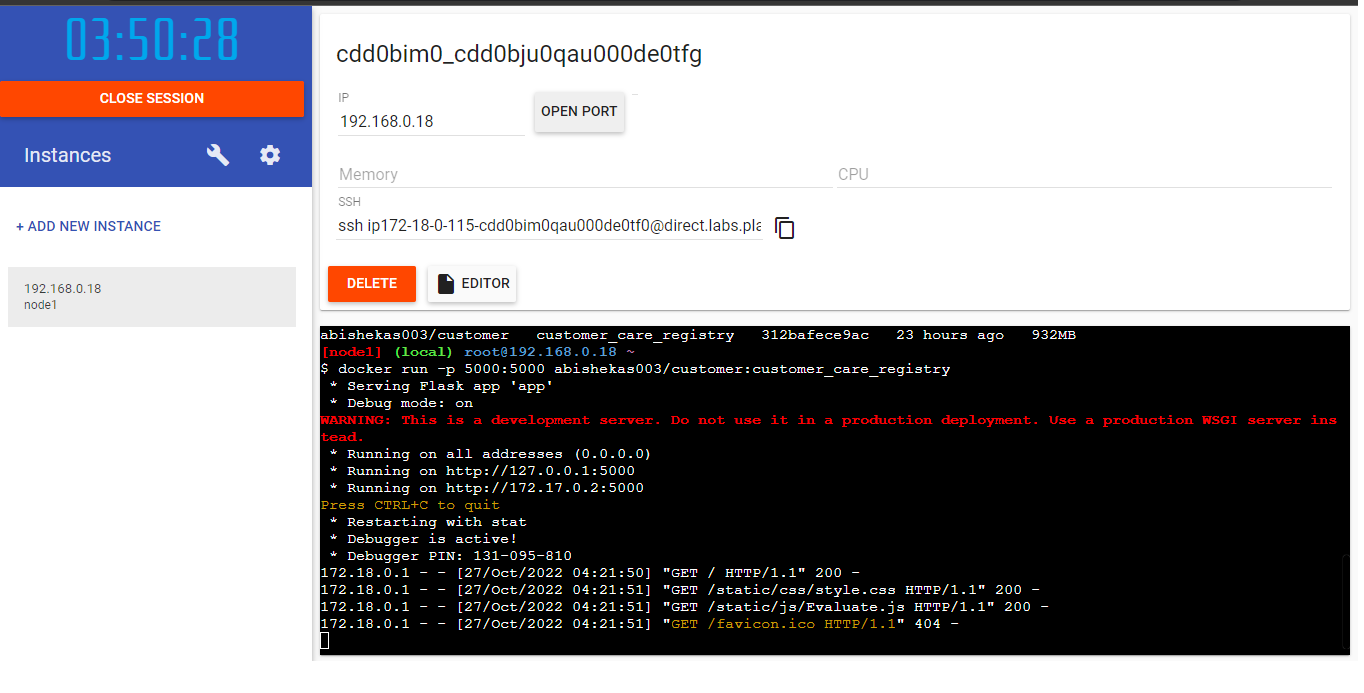 03:50:28
CLOSE SESSION
Instances
+ ADD NEW INSTANCE
192.168.0.18
node1
cdd0bim0_cdd0bju0qau000de0tfg
IP
192.168.0.18
OPEN PORT
Memory
CPU
SSH
ssh ip172-18-0-115-cdd0bim0qau000de0tf0@direct.labs.pla
DELETE
EDITOR
abishekas003/customer   customer_care_registry   312bafece9ac   23 hours ago   932MB
[node1] (local) root@192.168.0.18 ~
$ docker run -p 5000:5000 abishekas003/customer:customer_care_registry
 * Serving Flask app 'app'
 * Debug mode: on
WARNING: This is a development server. Do not use it in a production deployment. Use a production WSGI server ins
tead.
 * Running on all addresses (0.0.0.0)
 * Running on http://127.0.0.1:5000
 * Running on http://172.17.0.2:5000
Press CTRL+C to quit
 * Restarting with stat
 * Debugger is active!
 * Debugger PIN: 131-095-810
172.18.0.1 - - [27/Oct/2022 04:21:50] "GET / HTTP/1.1" 200 -
172.18.0.1 - - [27/Oct/2022 04:21:51] "GET /static/css/style.css HTTP/1.1" 200 -
172.18.0.1 - - [27/Oct/2022 04:21:51] "GET /static/js/Evaluate.js HTTP/1.1" 200 -
172.18.0.1 - - [27/Oct/2022 04:21:51] "GET /favicon.ico HTTP/1.1" 404 -